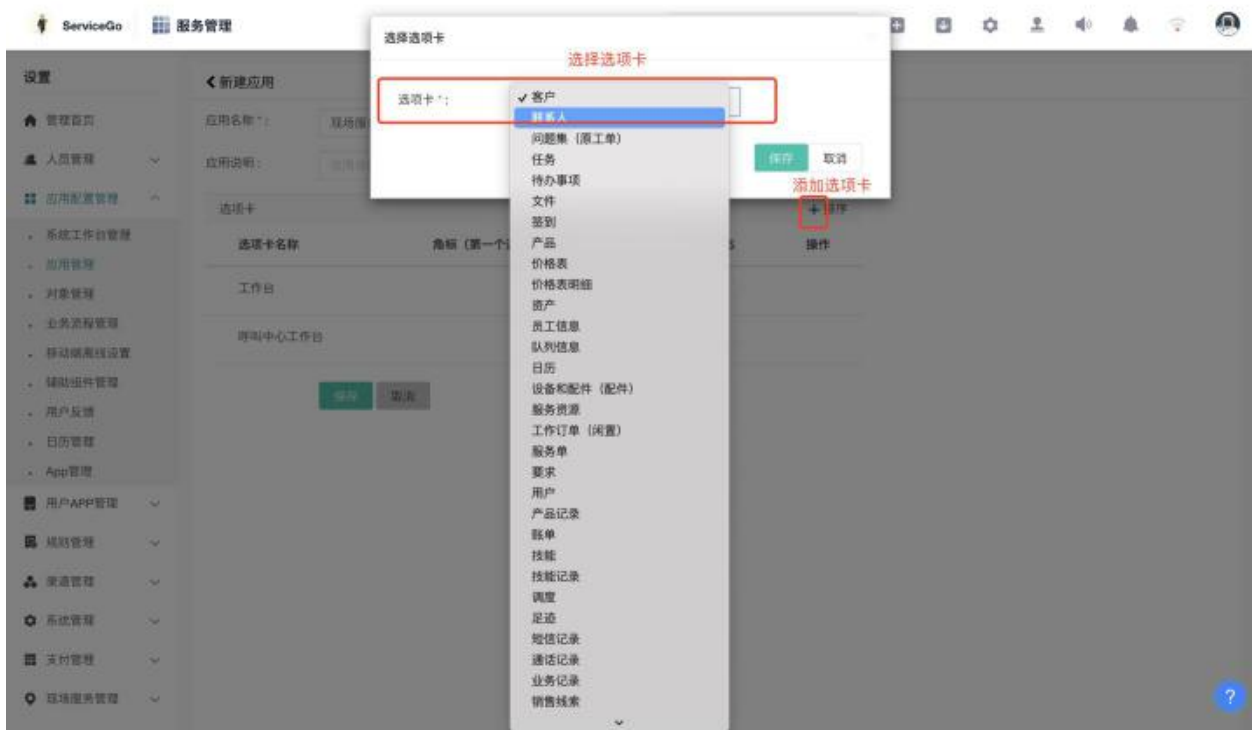 ServiceGo
服务管理
选择选项卡
选择选项卡
设置
新建应用
选项卡 *：
✓ 客户
联系人
问题集（原工单）
任务
待办事项
文件
签到
产品
价格表
价格表明细
资产
员工信息
队列信息
日历
设备和配件（配件）
服务资源
工作订单（闲置）
服务单
要求
用户
产品记录
账单
技能
技能记录
调度
足迹
短信记录
通话记录
业务记录
销售线索
保存
取消
添加选项卡
排序
管理首页
人员管理
应用配置管理
系统工作台管理
应用管理
对象管理
业务流程管理
移动端离线设置
辅助组件管理
用户反馈
日历管理
App管理
用户APP管理
规则管理
渠道管理
系统管理
支付管理
现场服务管理
应用名称 *：
现场服
应用说明：
选项卡
选项卡名称
角标（第一个
操作
工作台
呼叫中心工作台
保存
取消
?